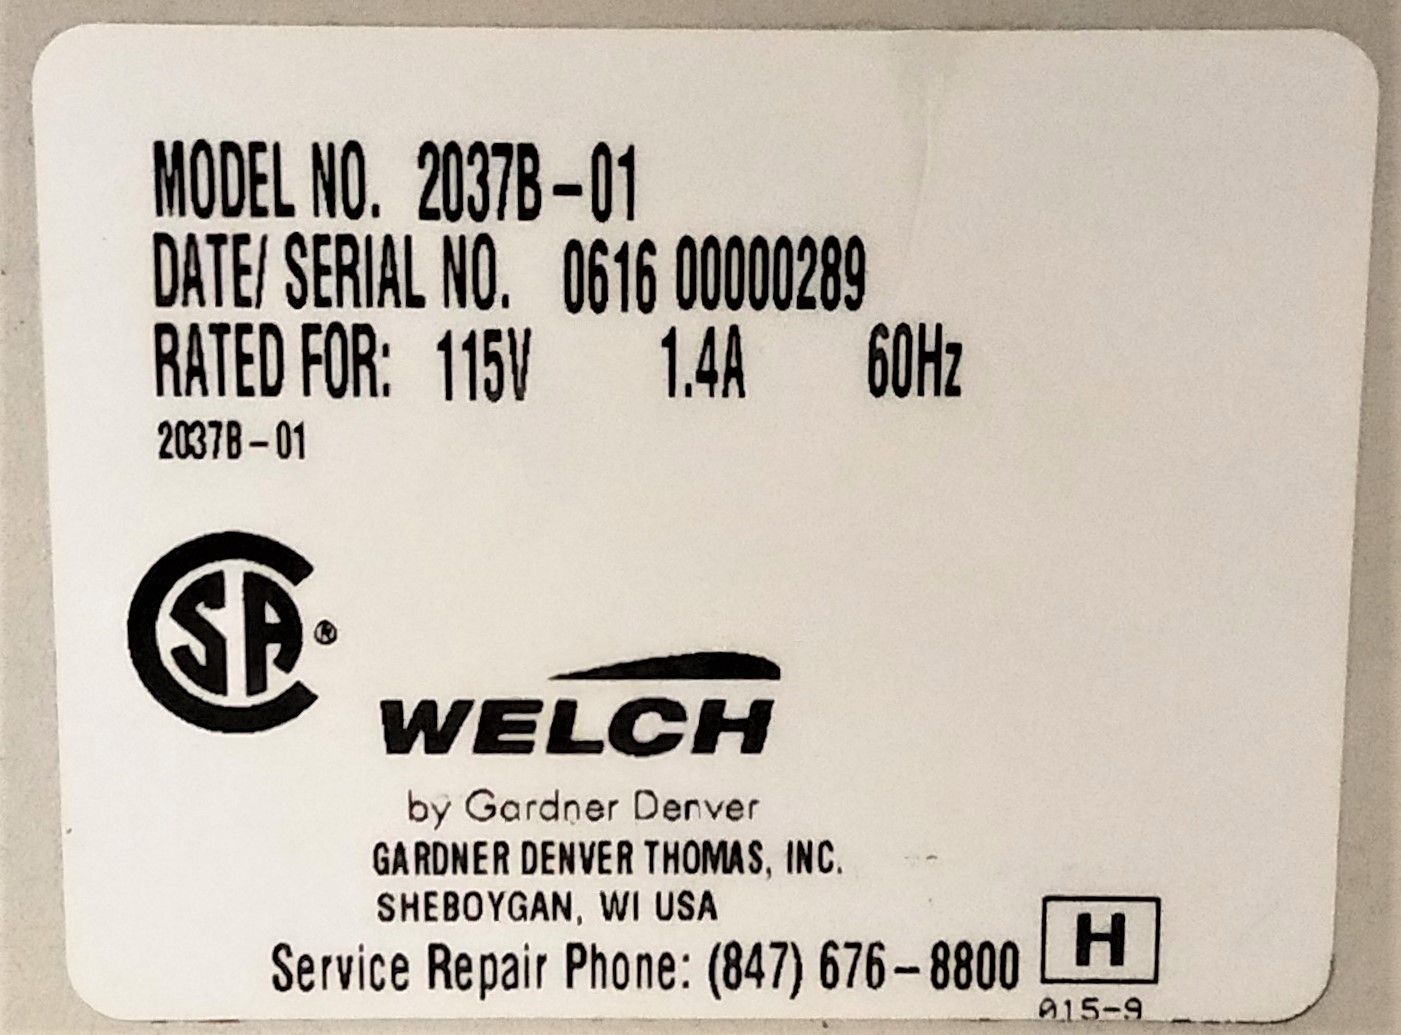 MODEL NO. 2037B-01
DATE/ SERIAL NO. 0616 00000289
RATED FOR: 115V 1.4A 60Hz
2037B-01
CSA®
WELCH
by Gardner Denver
GARDNER DENVER THOMAS, INC.
SHEBOYGAN, WI USA
Service Repair Phone: (847) 676-8800
H
015-9